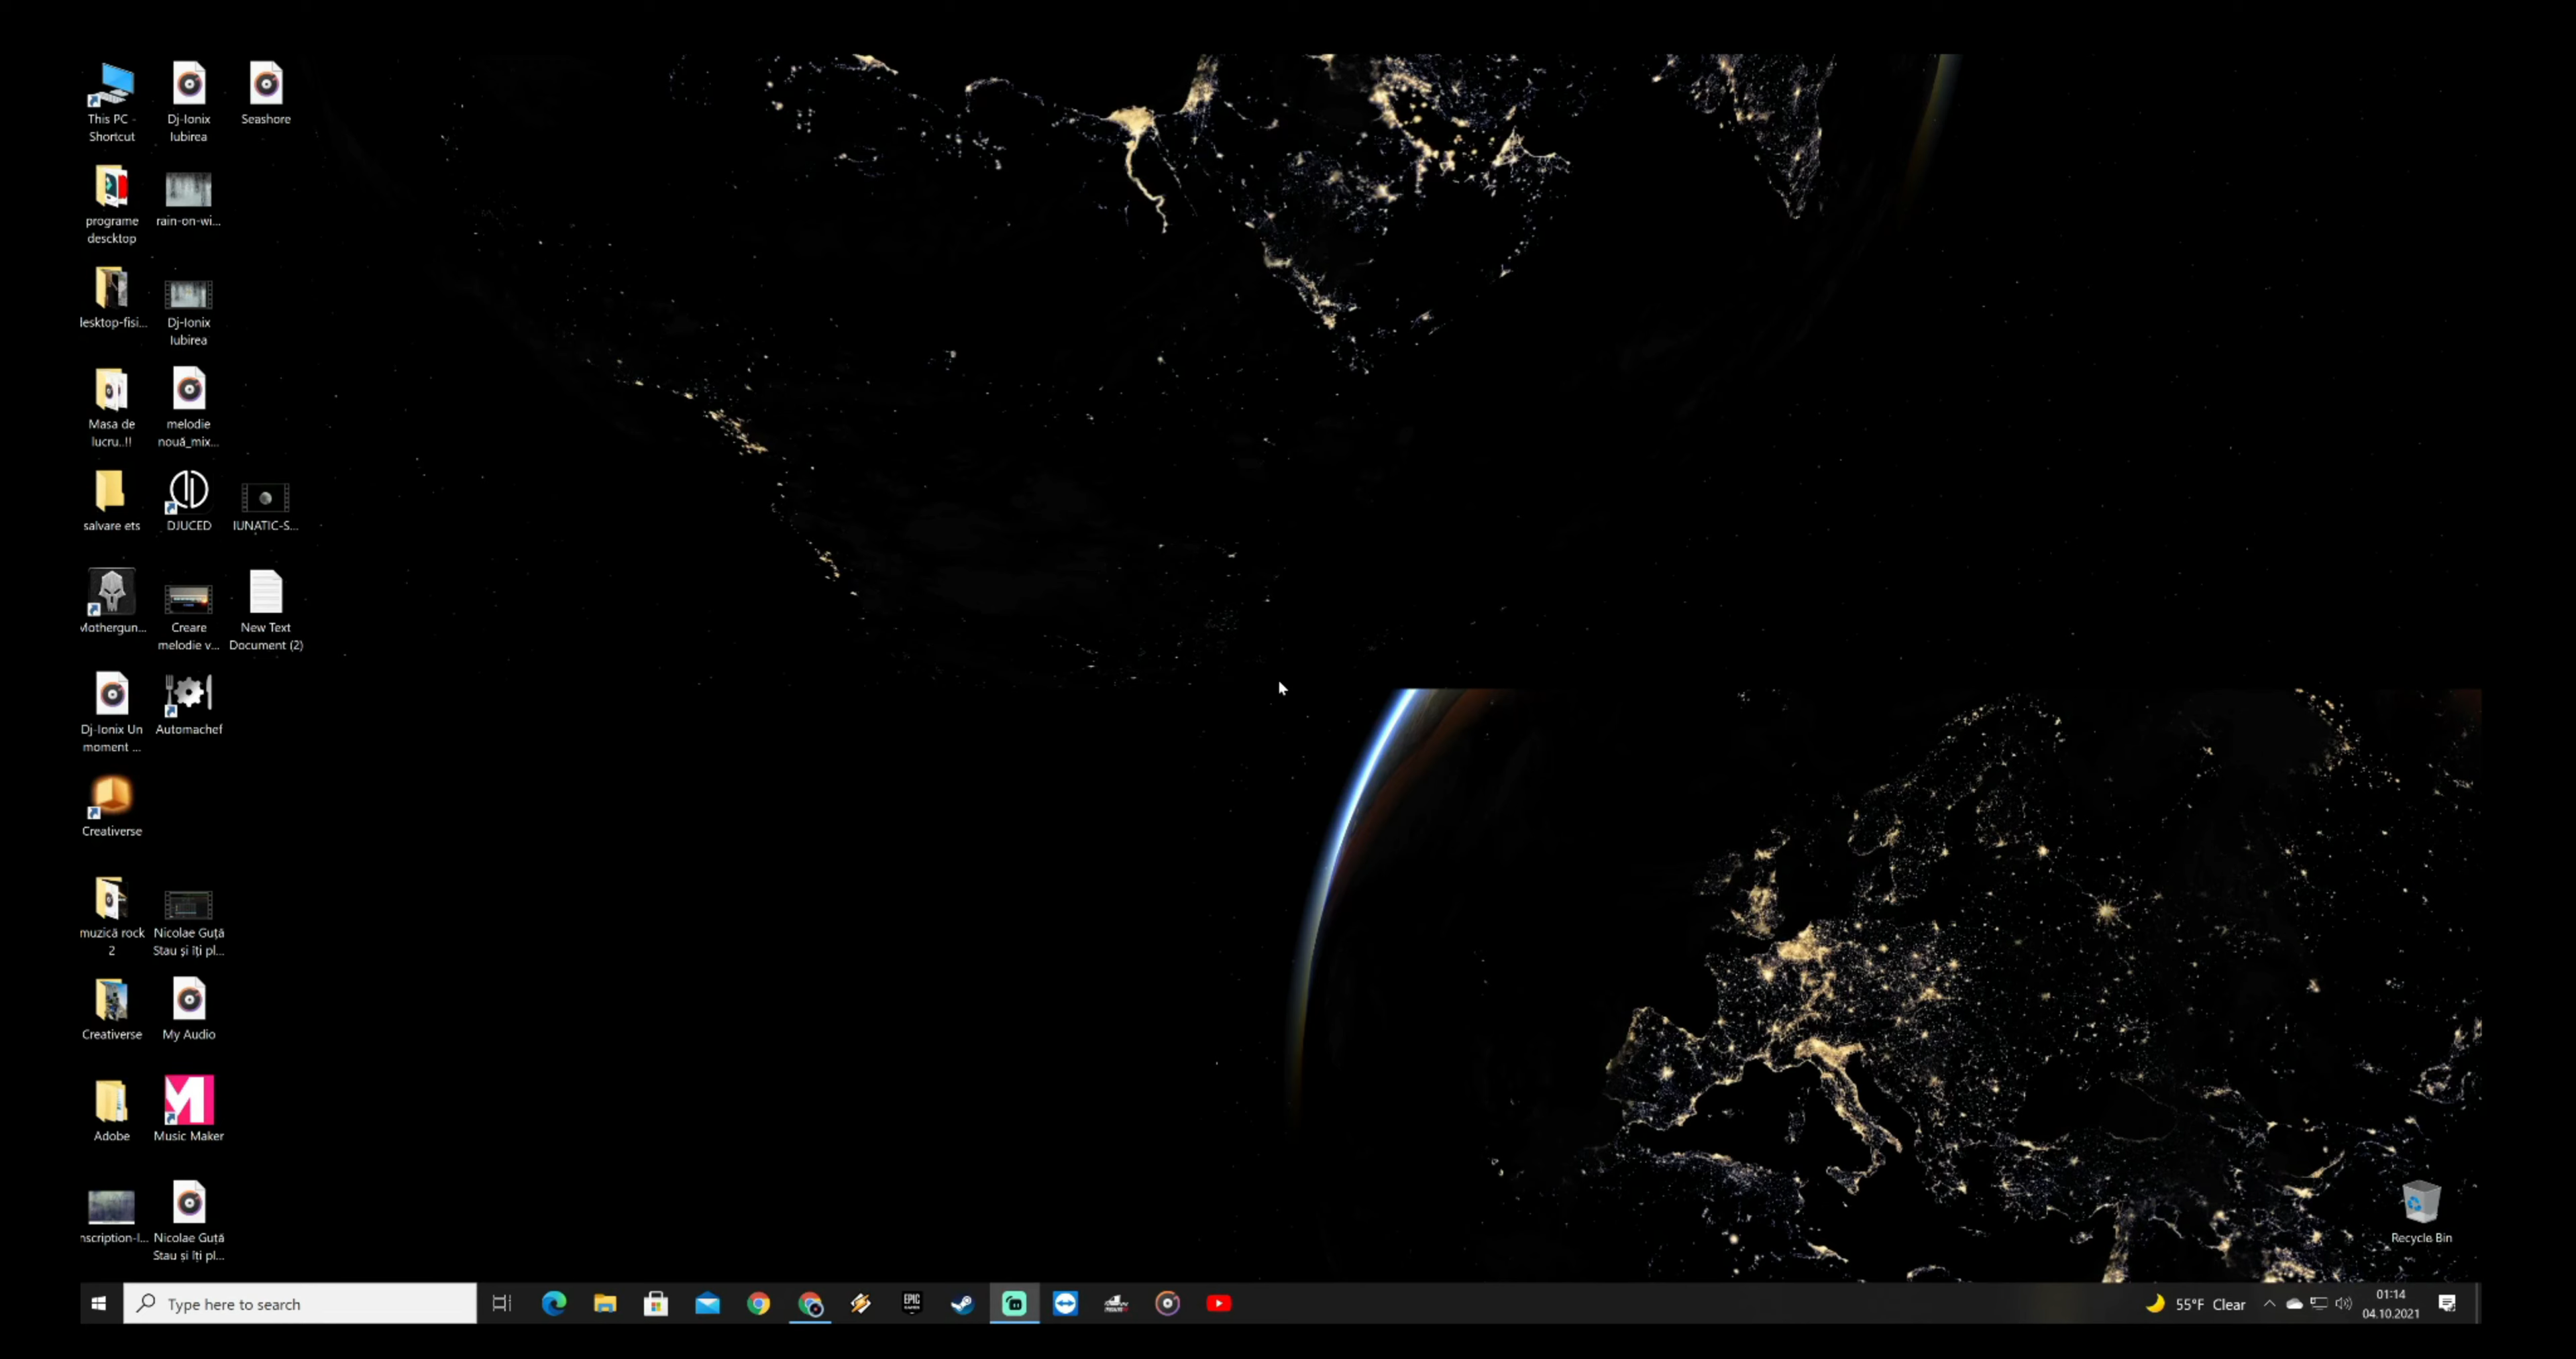 This PC -
Shortcut
Dj-Ionix
Iubirea
Seashore
programe
descktop
rain-on-wi...
lesktop-fisi...
Dj-Ionix
Iubirea
Masa de
lucru..!!
melodie
nouă_mix...
salvare ets
DJUCED
IUNATIC-S...
Mothergun...
Creare
melodie v...
New Text
Document (2)
Dj-Ionix Un
moment ...
Automachef
Creativerse
muzică rock
2
Nicolae Guță
Stau și îți pl...
Creativerse
My Audio
Adobe
Music Maker
nscription-l...
Nicolae Guță
Stau și îți pl...
Recycle Bin
Type here to search
EPIC
55°F Clear
01:14
04.10.2021